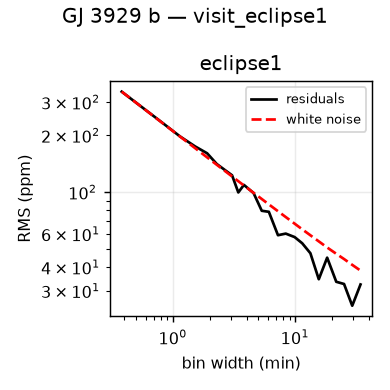 GJ 3929 b — visit_eclipse1
eclipse1
residuals
white noise
3 × 10²
2 × 10²
10²
6 × 10¹
4 × 10¹
3 × 10¹
RMS (ppm)
10⁰
10¹
bin width (min)